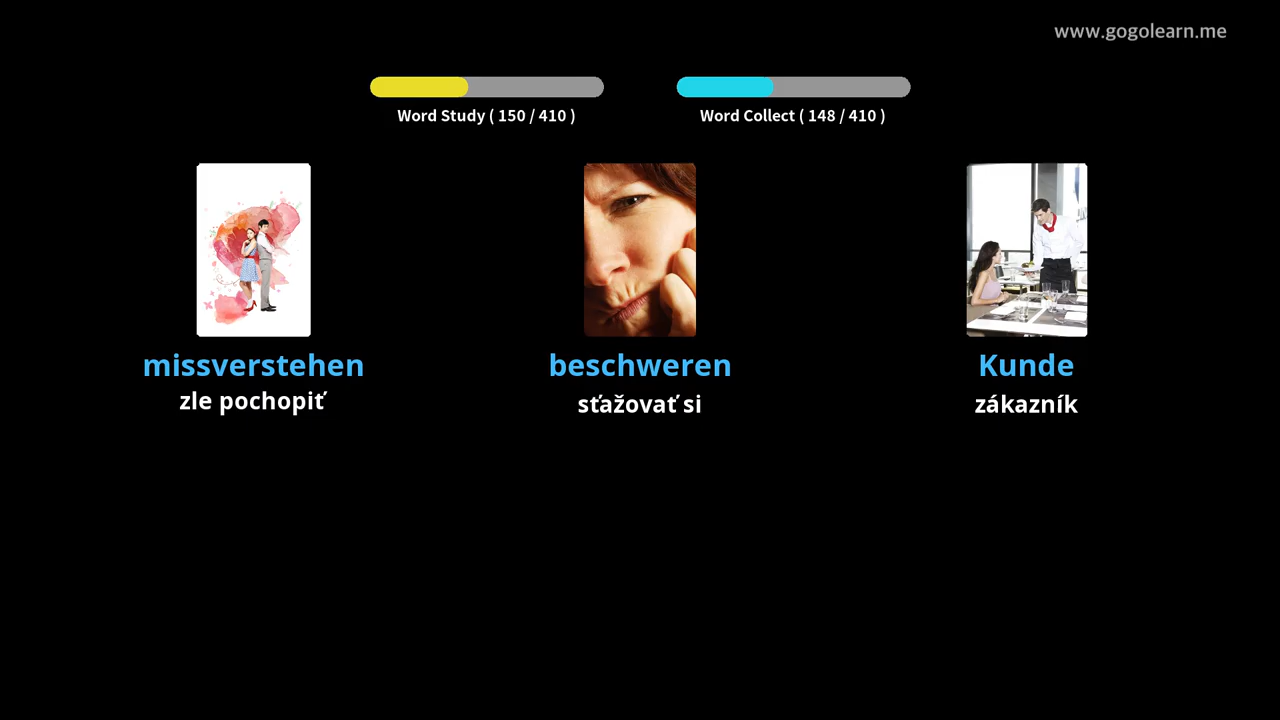 www.gogolearn.me
Word Study ( 150 / 410 )
Word Collect ( 148 / 410 )
missverstehen
beschweren
Kunde
zle pochopiť
sťažovať si
zákazník